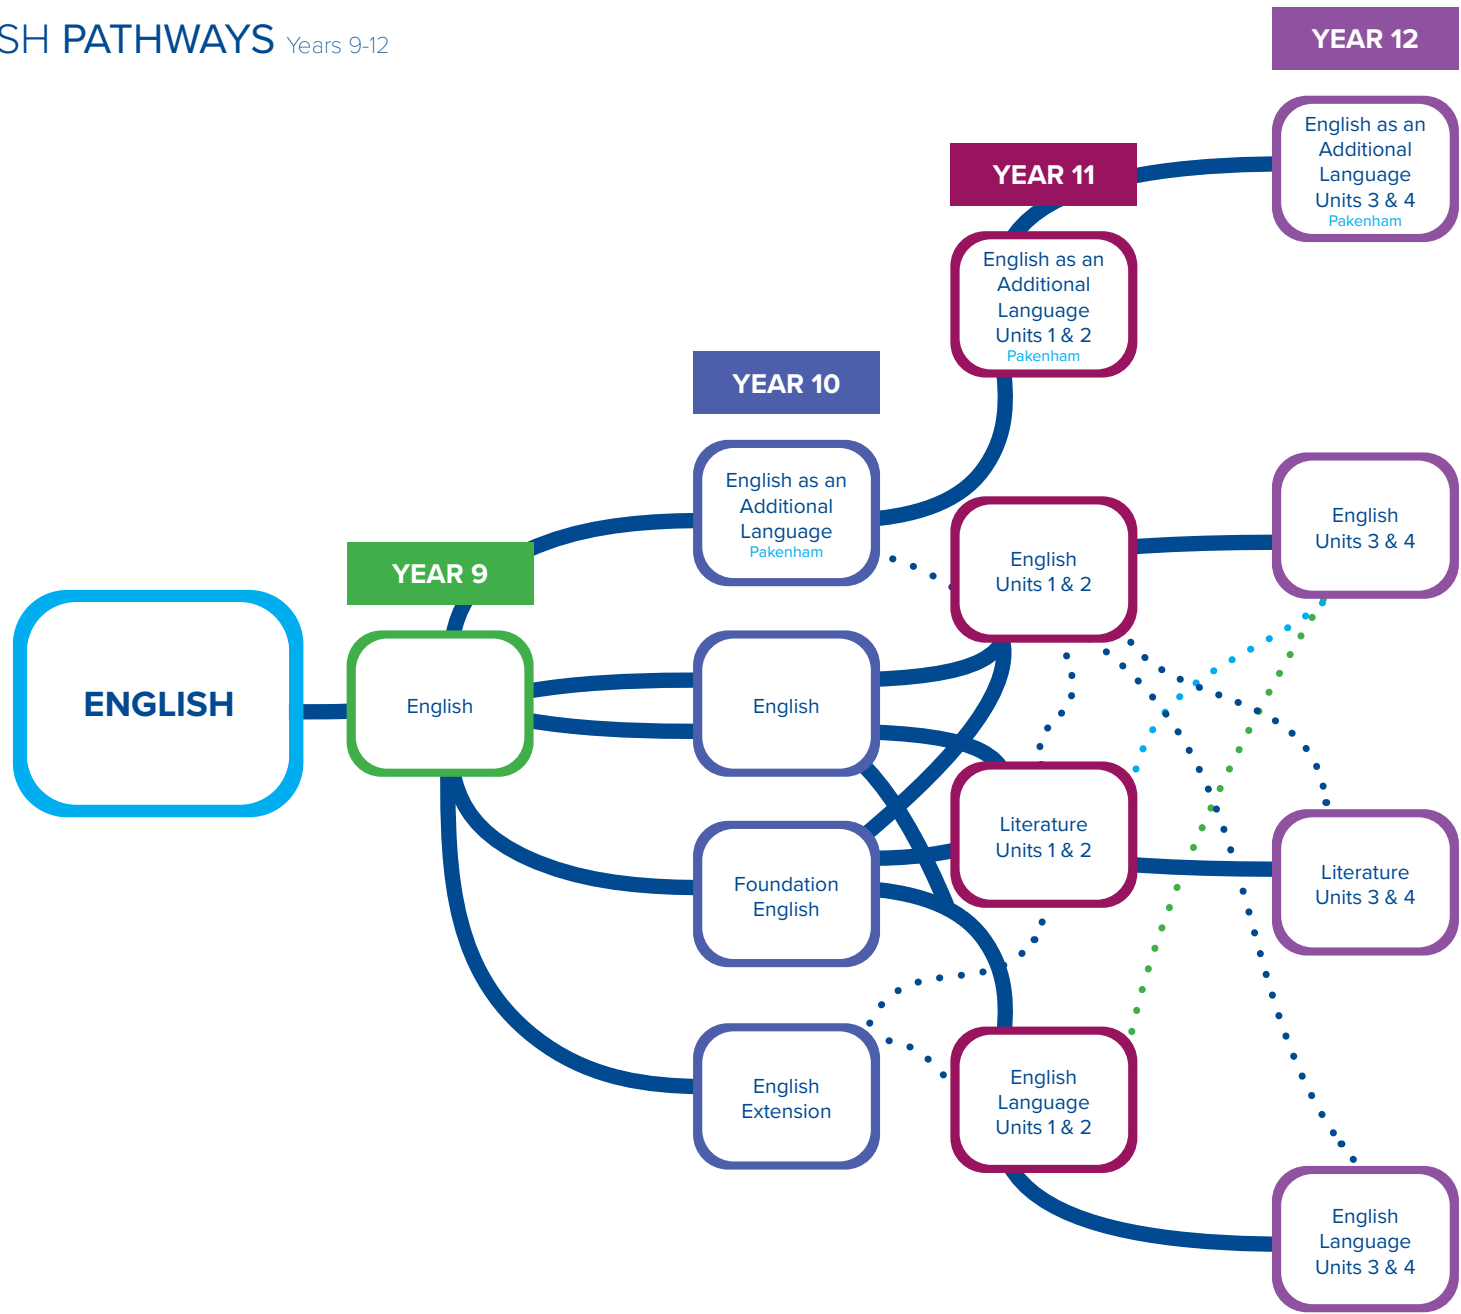 SH PATHWAYS Years 9-12
ENGLISH
YEAR 9
English
YEAR 10
English as an
Additional
Language
Pakenham
English
Foundation
English
English
Extension
YEAR 11
English as an
Additional
Language
Units 1 & 2
Pakenham
English
Units 1 & 2
Literature
Units 1 & 2
English
Language
Units 1 & 2
YEAR 12
English as an
Additional
Language
Units 3 & 4
Pakenham
English
Units 3 & 4
Literature
Units 3 & 4
English
Language
Units 3 & 4